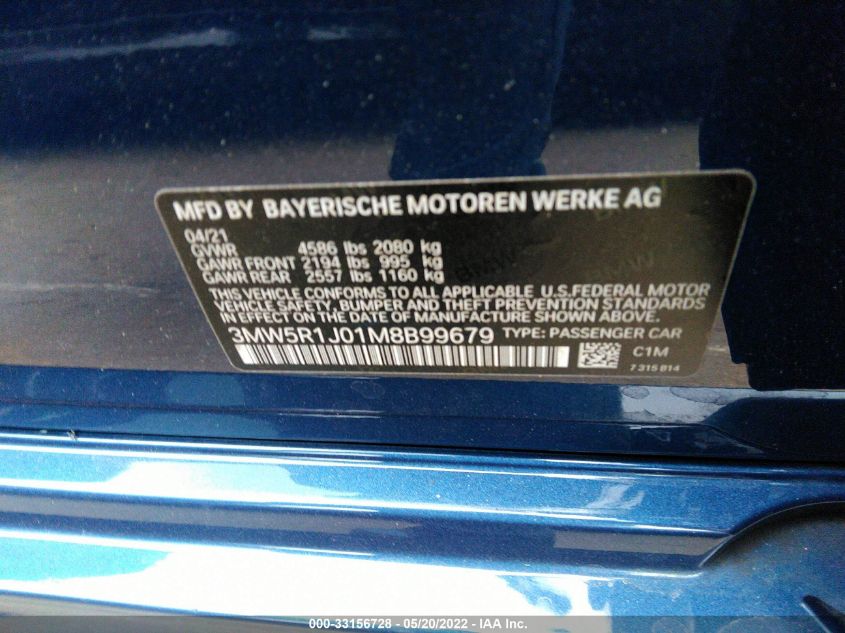 MFD BY BAYERISCHE MOTOREN WERKE AG
04/21
GVWR 4586 lbs 2080 kg
GAWR FRONT 2194 lbs 995 kg
GAWR REAR 2557 lbs 1160 kg
THIS VEHICLE CONFORMS TO ALL APPLICABLE U.S.FEDERAL MOTOR
VEHICLE SAFETY, BUMPER AND THEFT PREVENTION STANDARDS
IN EFFECT ON DATE OF MANUFACTURE SHOWN ABOVE.
3MW5R1J01M8B99679 TYPE: PASSENGER CAR
C1M
7 315 814
000-33156728 - 05/20/2022 - IAA Inc.